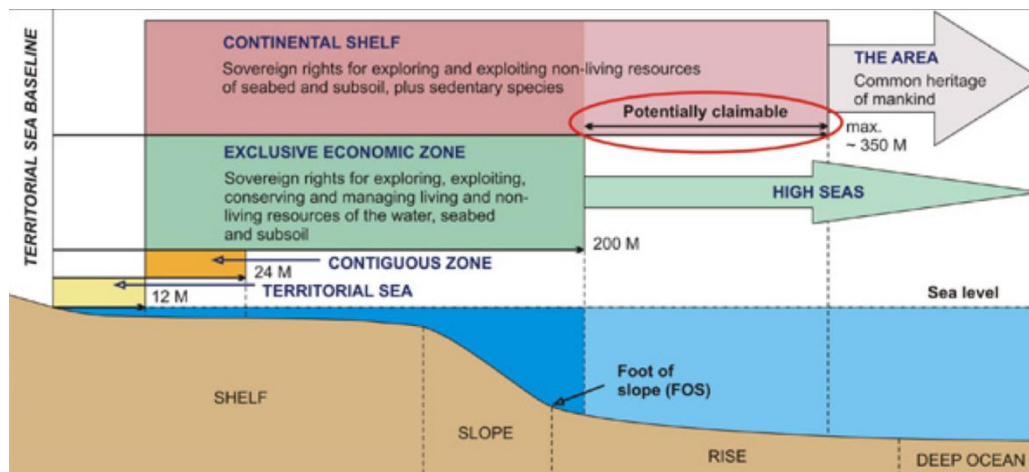 TERRITORIAL SEA BASELINE
CONTINENTAL SHELF
Sovereign rights for exploring and exploiting non-living resources
of seabed and subsoil, plus sedentary species
Potentially claimable
THE AREA
Common heritage
of mankind
max.
~ 350 M
EXCLUSIVE ECONOMIC ZONE
Sovereign rights for exploring, exploiting,
conserving and managing living and non-
living resources of the water, seabed
and subsoil
HIGH SEAS
200 M
CONTIGUOUS ZONE
24 M
TERRITORIAL SEA
12 M
Sea level
Foot of
slope (FOS)
SHELF
SLOPE
RISE
DEEP OCEAN